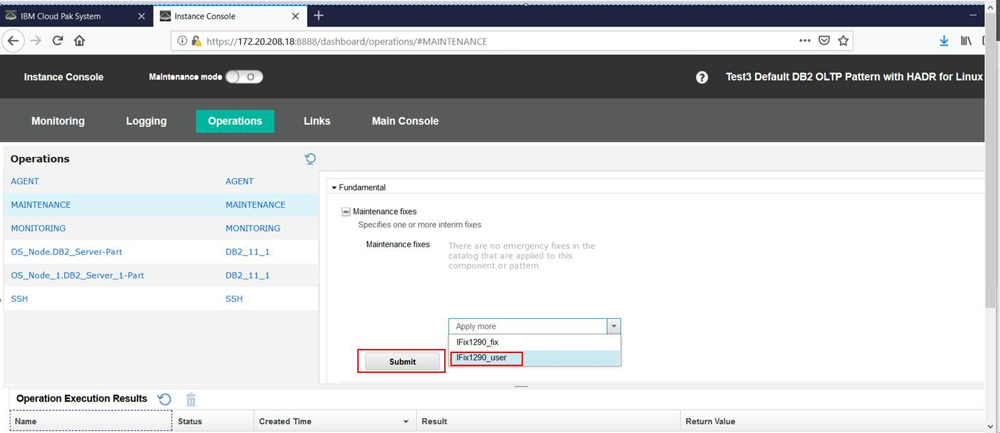 IBM Cloud Pak System
Instance Console
https://172.20.208.18:8888/dashboard/operations/#MAINTENANCE
Instance Console
Maintenance mode
Test3 Default DB2 OLTP Pattern with HADR for Linux
Monitoring
Logging
Operations
Links
Main Console
Operations
AGENT AGENT
MAINTENANCE MAINTENANCE
MONITORING MONITORING
OS_Node.DB2_Server-Part DB2_11_1
OS_Node_1.DB2_Server_1-Part DB2_11_1
SSH SSH
Fundamental
Maintenance fixes
Specifies one or more interim fixes
Maintenance fixes
There are no emergency fixes in the
catalog that are applied to this
component or pattern
Apply more
IFix1290_fix
IFix1290_user
Submit
Operation Execution Results
Name Status Created Time Result Return Value